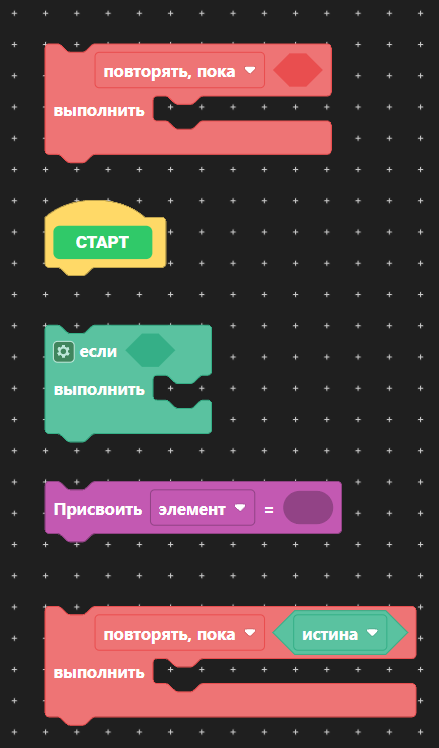 повторять, пока
выполнить
СТАРТ
если
выполнить
Присвоить элемент =
повторять, пока истина
выполнить